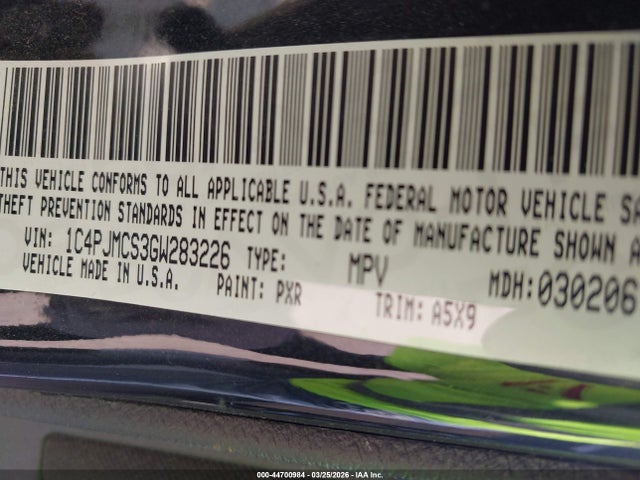 THIS VEHICLE CONFORMS TO ALL APPLICABLE U.S.A. FEDERAL MOTOR VEHICLE SA
THEFT PREVENTION STANDARDS IN EFFECT ON THE DATE OF MANUFACTURE SHOWN A
VIN: 1C4PJMCS3GW283226 TYPE: MPV MDH:030206
VEHICLE MADE IN U.S.A. PAINT: PXR TRIM: A5X9
000-44700984 - 03/25/2026 - IAA Inc.